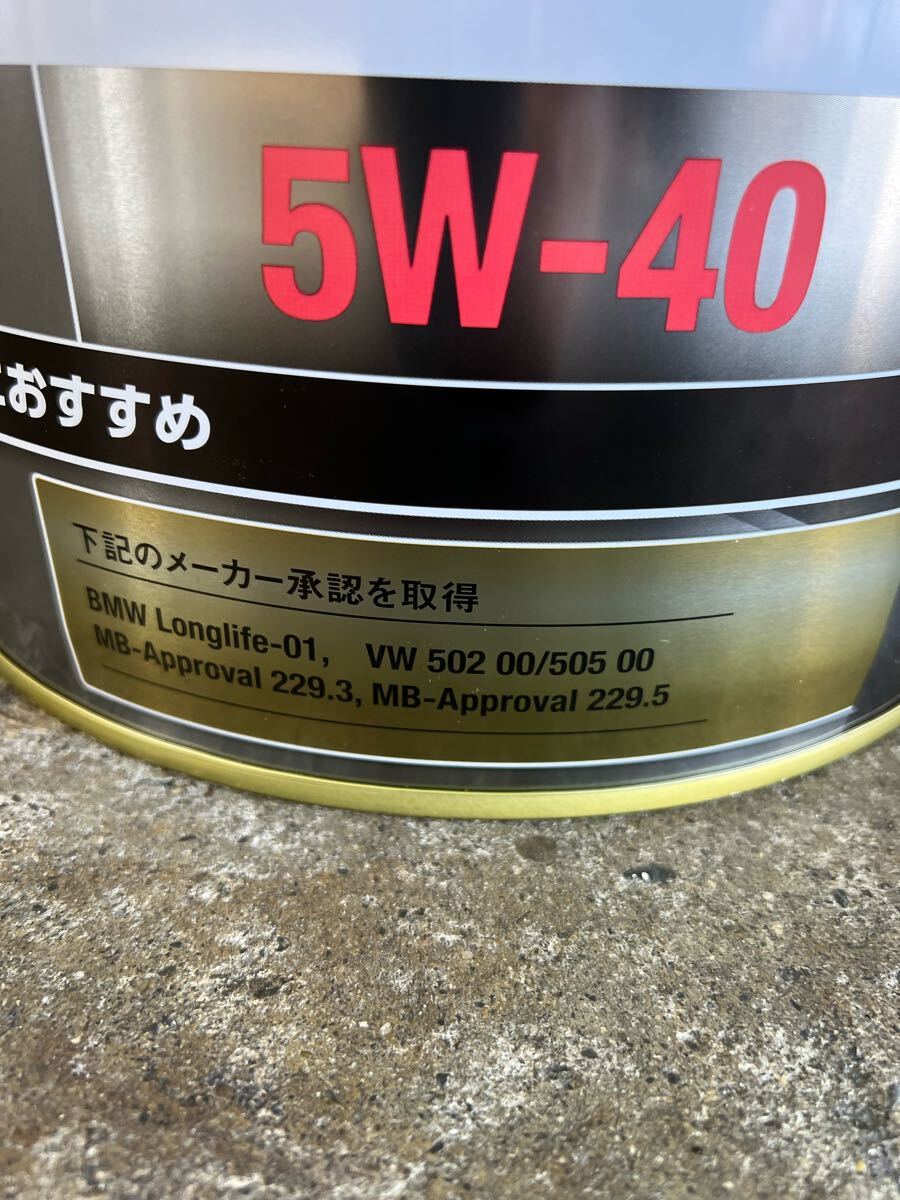 5W-40
におすすめ
下記のメーカー承認を取得
BMW Longlife-01, VW 502 00/505 00
MB-Approval 229.3, MB-Approval 229.5